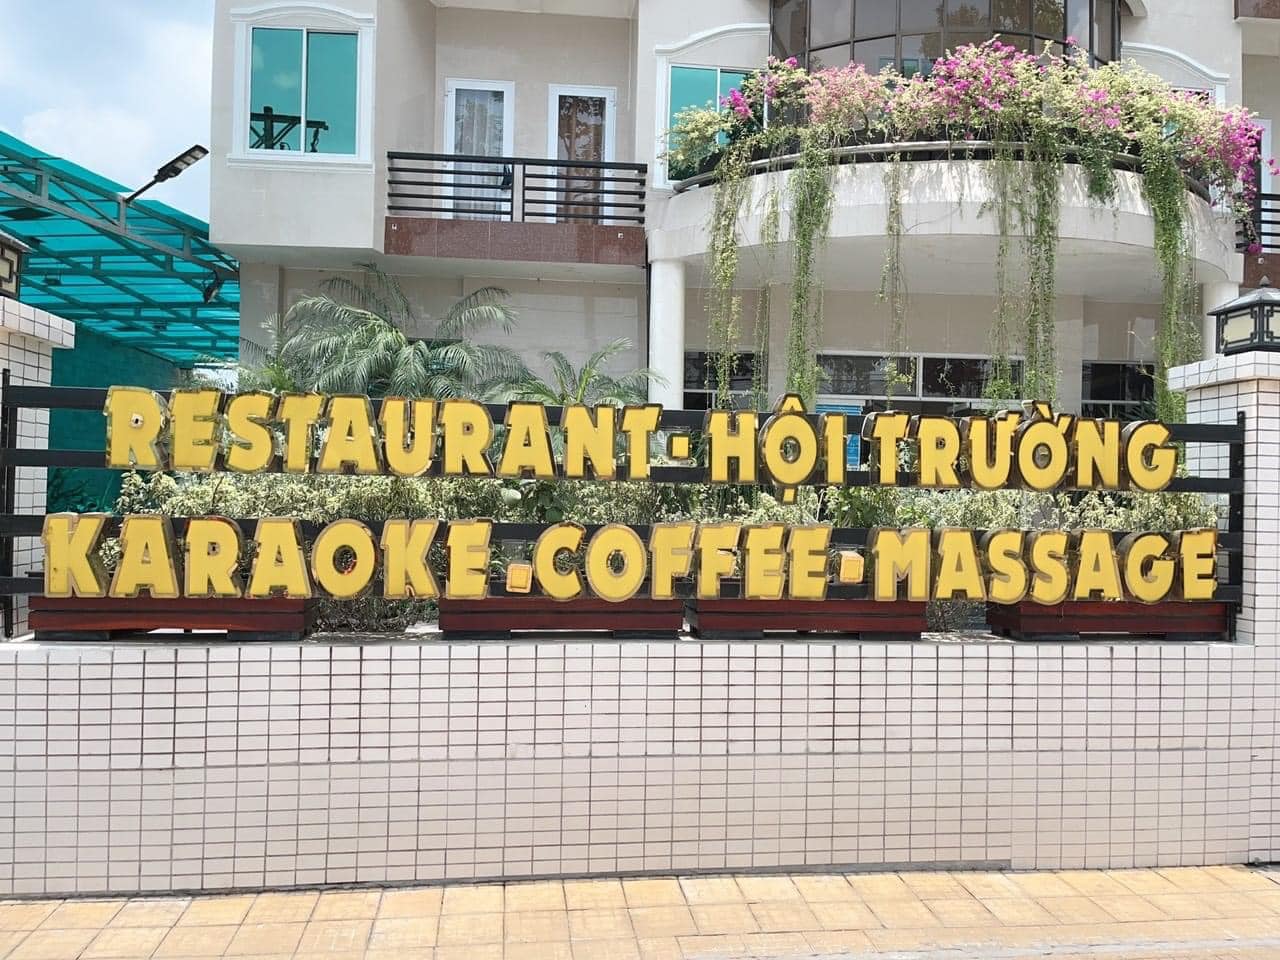 RESTAURANT·HỘI TRƯỜNG
KARAOKE·COFFEE·MASSAGE